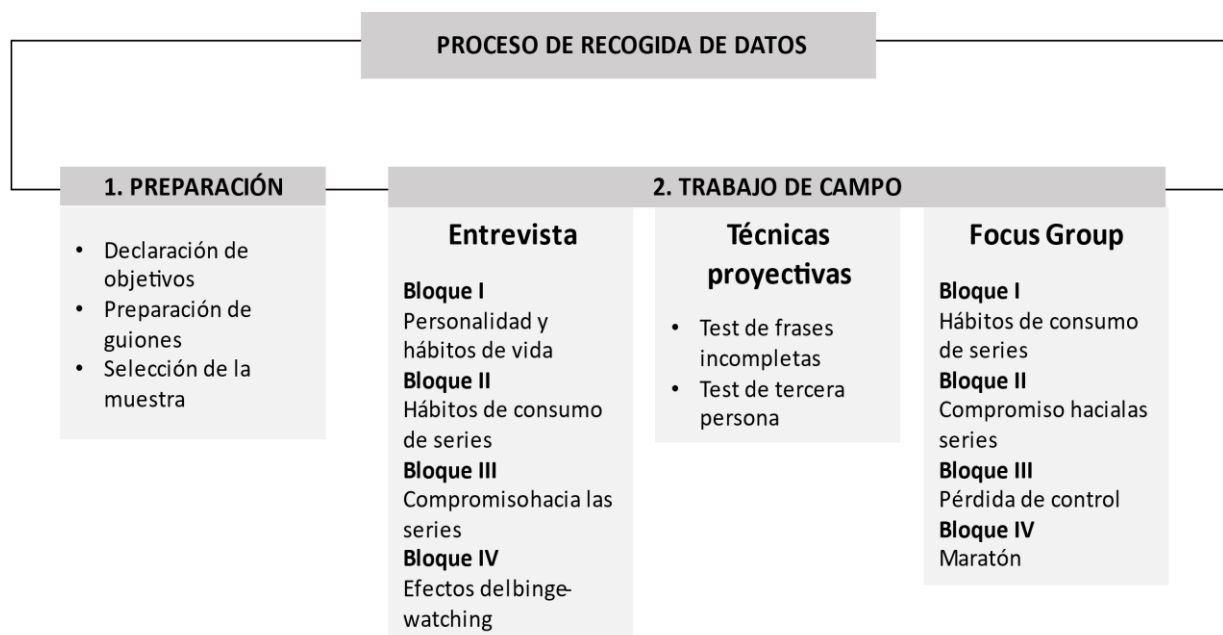 PROCESO DE RECOGIDA DE DATOS
1. PREPARACIÓN
• Declaración de
objetivos
• Preparación de
guiones
• Selección de la
muestra
2. TRABAJO DE CAMPO
Entrevista
Bloque I
Personalidad y
hábitos de vida
Bloque II
Hábitos de consumo
de series
Bloque III
Compromisohacia las
series
Bloque IV
Efectos delbinge-
watching
Técnicas
proyectivas
• Test de frases
incompletas
• Test de tercera
persona
Focus Group
Bloque I
Hábitos de consumo
de series
Bloque II
Compromiso hacialas
series
Bloque III
Pérdida de control
Bloque IV
Maratón